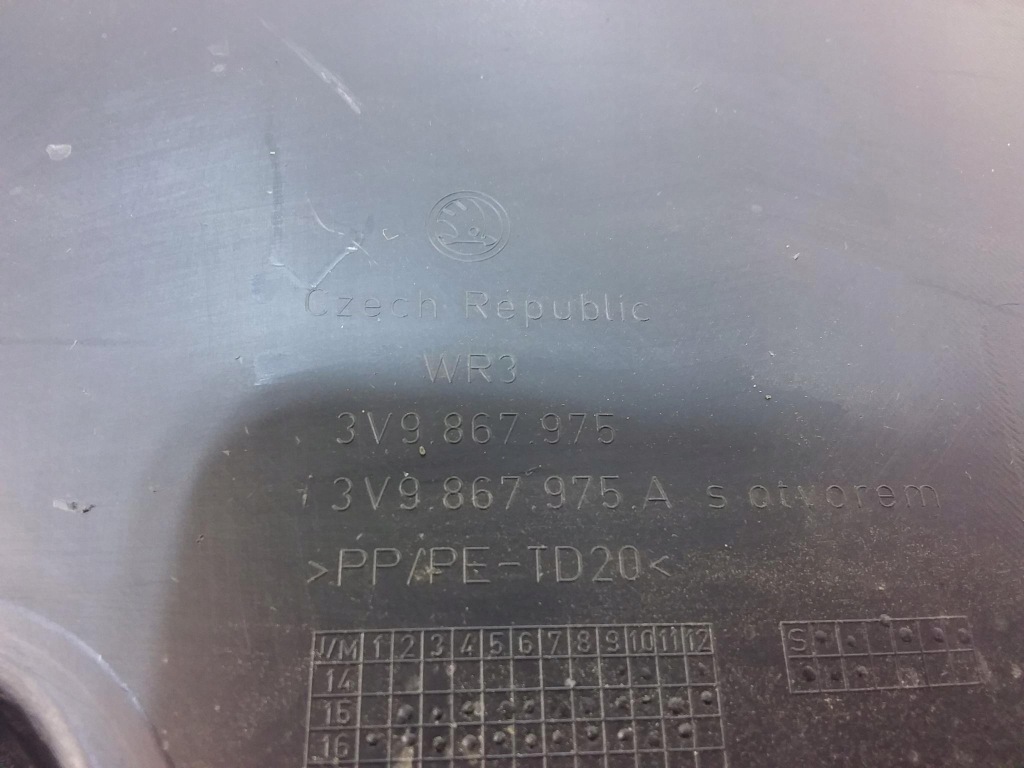 Czech Republic
WR3
3V9.867.975
3V9.867.975.A s otvorem
>PP/PE-TD20<
J/M 1 2 3 4 5 6 7 8 9 10 11 12 S
14
15
16